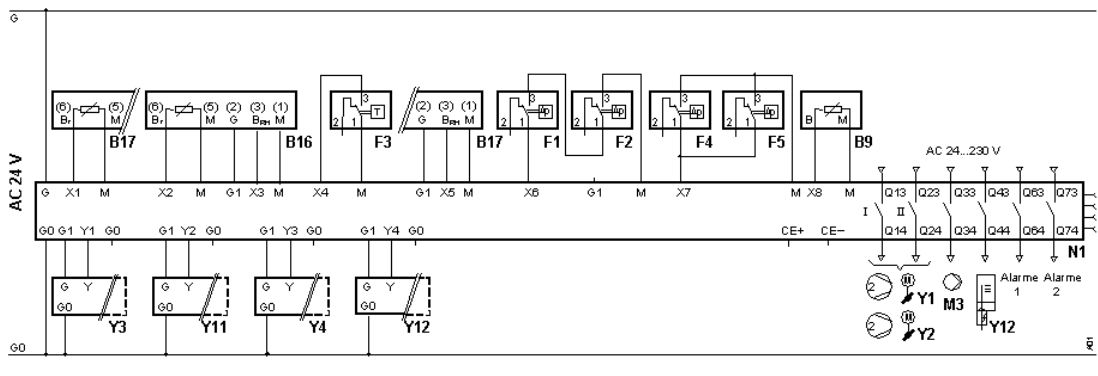 G
AC 24 V
(6) (5)
Br M
B17
(6) (5) (2) (3) (1)
Br M G BRH M
B16
3
T
2 1
F3
(2) (3) (1)
G BRH M
B17
3
Δp
2 1
F1
3
Δp
2 1
F2
3
Δp
2 1
F4
3
Δp
2 1
F5
B M
B9
AC 24...230 V
G X1 M X2 M G1 X3 M X4 M G1 X5 M X6 G1 M X7 M X8 M Q13 Q23 Q33 Q43 Q63 Q73
I II
G0 G1 Y1 G0 G1 Y2 G0 G1 Y3 G0 G1 Y4 G0 CE+ CE− Q14 Q24 Q34 Q44 Q64 Q74
N1
G Y
G0
Y3
G Y
G0
Y11
G Y
G0
Y4
G Y
G0
Y12
2
M
Y1
2
M
Y2
M3
Y12
Alarme Alarme
1 2
G0
A01